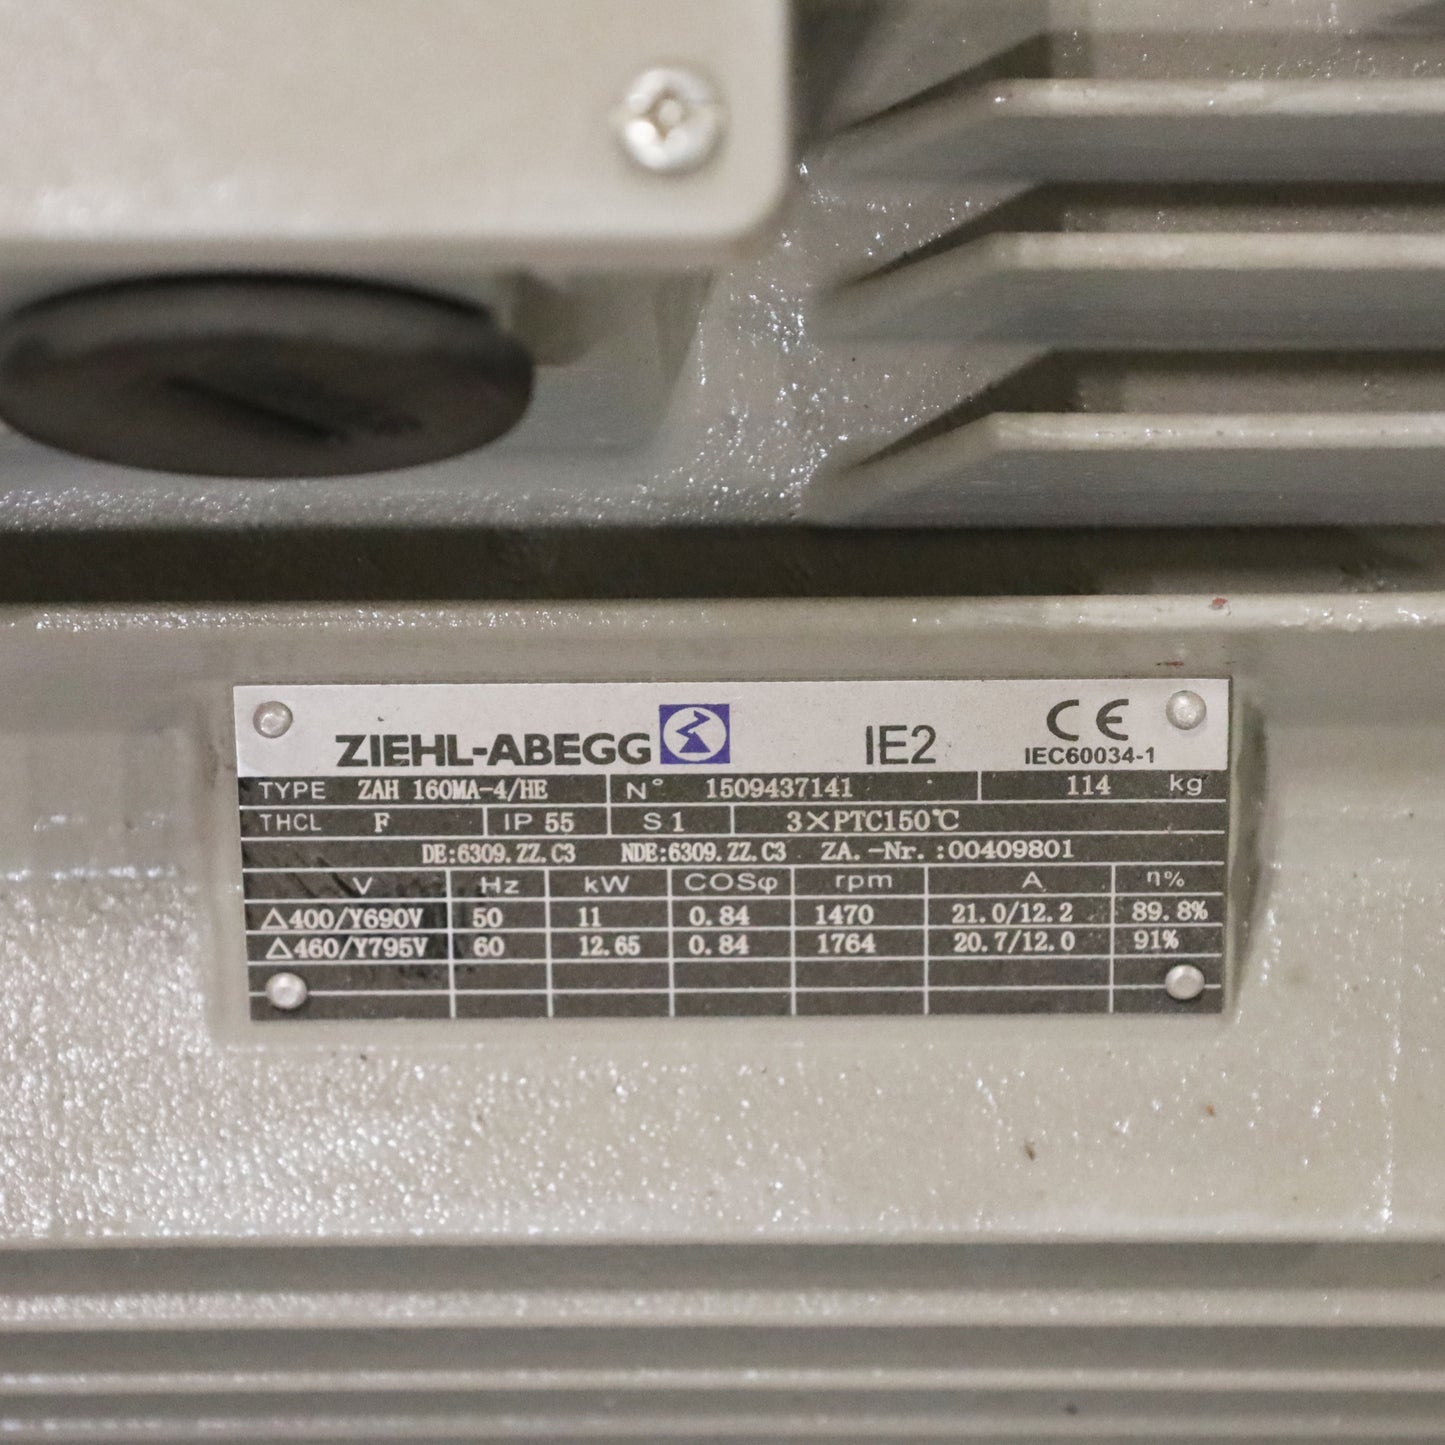 ZIEHL-ABEGG IE2 CE
IEC60034-1
TYPE ZAH 160MA-4/HE N° 1509437141 114 kg
THCL F IP 55 S1 3×PTC150℃
DE:6309.ZZ.C3 NDE:6309.ZZ.C3 ZA.-Nr.:00409801
V Hz kW COSφ rpm A η%
△400/Y690V 50 11 0.84 1470 21.0/12.2 89.8%
△460/Y795V 60 12.65 0.84 1764 20.7/12.0 91%